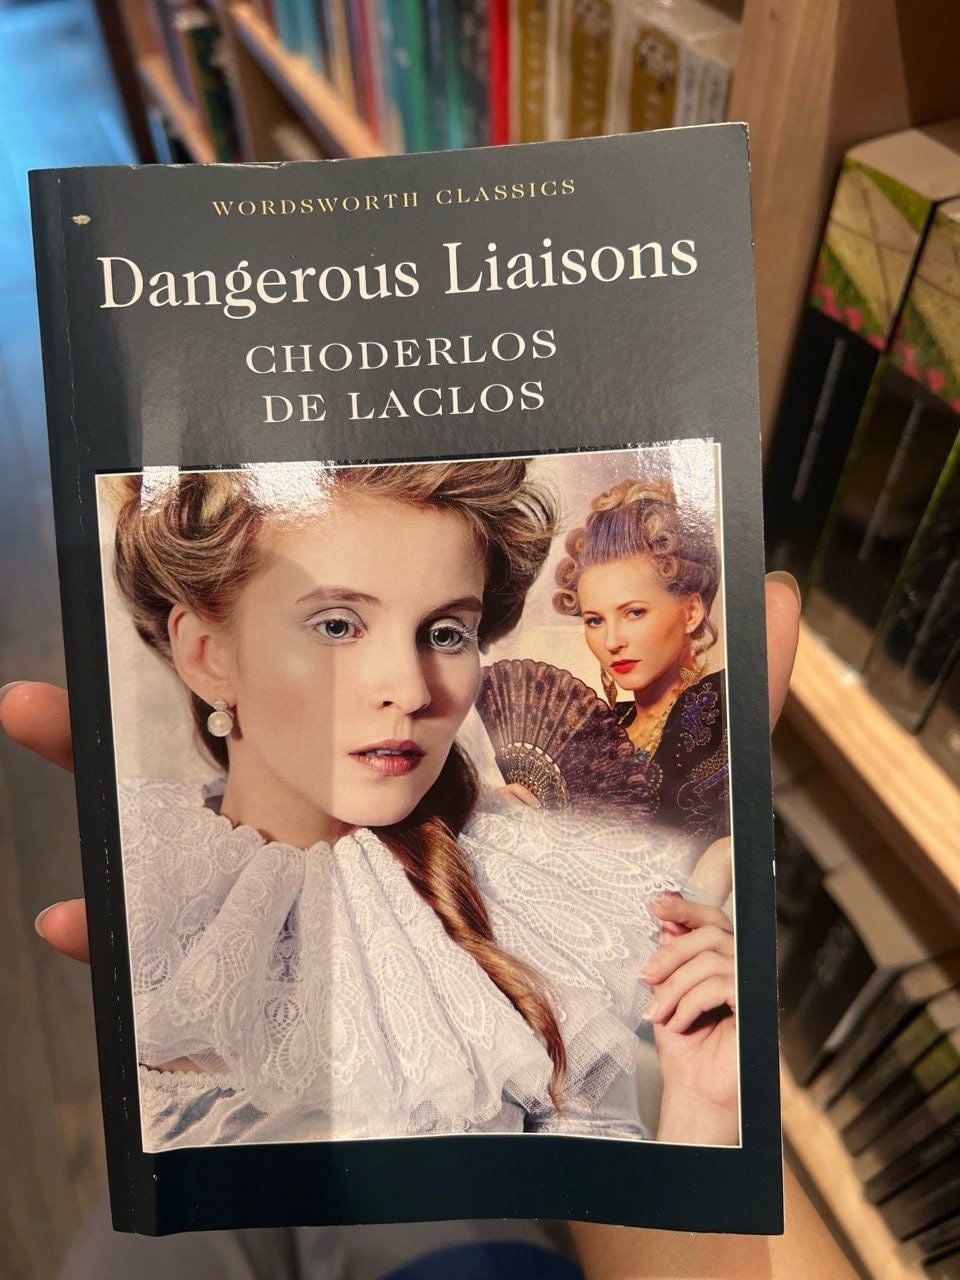 WORDSWORTH CLASSICS
Dangerous Liaisons
CHODERLOS
DE LACLOS